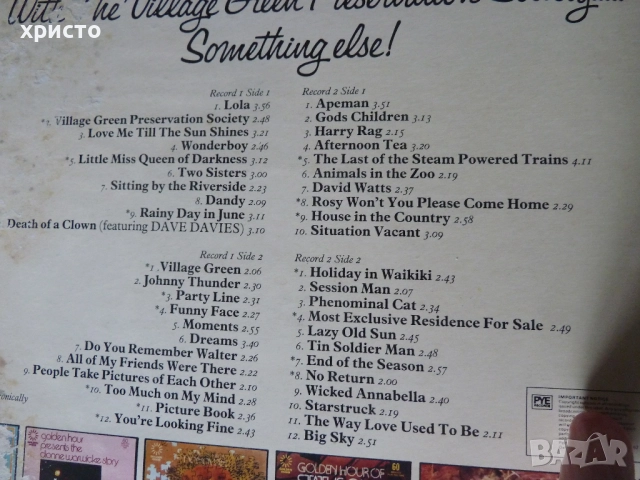 христо
With The Village Green Preservation
Something else!
Record 1 Side 1
1. Lola 3.56
*2. Village Green Preservation Society 2.48
3. Love Me Till The Sun Shines 3.21
4. Wonderboy 2.46
*5. Little Miss Queen of Darkness 3.12
6. Two Sisters 3.00
7. Sitting by the Riverside 2.23
8. Dandy 2.09
*9. Rainy Day in June 3.11
Death of a Clown (featuring DAVE DAVIES) 3.10
Record 1 Side 2
*1. Village Green 2.06
2. Johnny Thunder 2.30
*3. Party Line 2.31
*4. Funny Face 2.27
5. Moments 2.55
6. Dreams 3.40
7. Do You Remember Walter 2.26
8. All of My Friends Were There 2.22
9. People Take Pictures of Each Other 2.10
*10. Too Much on My Mind 2.28
*11. Picture Book 2.36
*12. You're Looking Fine 2.43
Record 2 Side 1
1. Apeman 3.51
2. Gods Children 3.13
3. Harry Rag 2.15
4. Afternoon Tea 3.20
*5. The Last of the Steam Powered Trains 4.11
6. Animals in the Zoo 2.19
7. David Watts 2.37
*8. Rosy Won't You Please Come Home 2.29
*9. House in the Country 2.58
10. Situation Vacant 3.09
Record 2 Side 2
*1. Holiday in Waikiki 2.43
2. Session Man 2.07
3. Phenominal Cat 2.34
*4. Most Exclusive Residence For Sale 2.49
5. Lazy Old Sun 2.45
6. Tin Soldier Man 2.48
*7. End of the Season 2.57
*8. No Return 2.00
9. Wicked Annabella 2.40
10. Starstruck 2.19
11. The Way Love Used To Be 2.11
12. Big Sky 2.51
PYE
golden hour
presents the
dionne warwicke story
GOLDEN HOUR OF
60
BAZAR